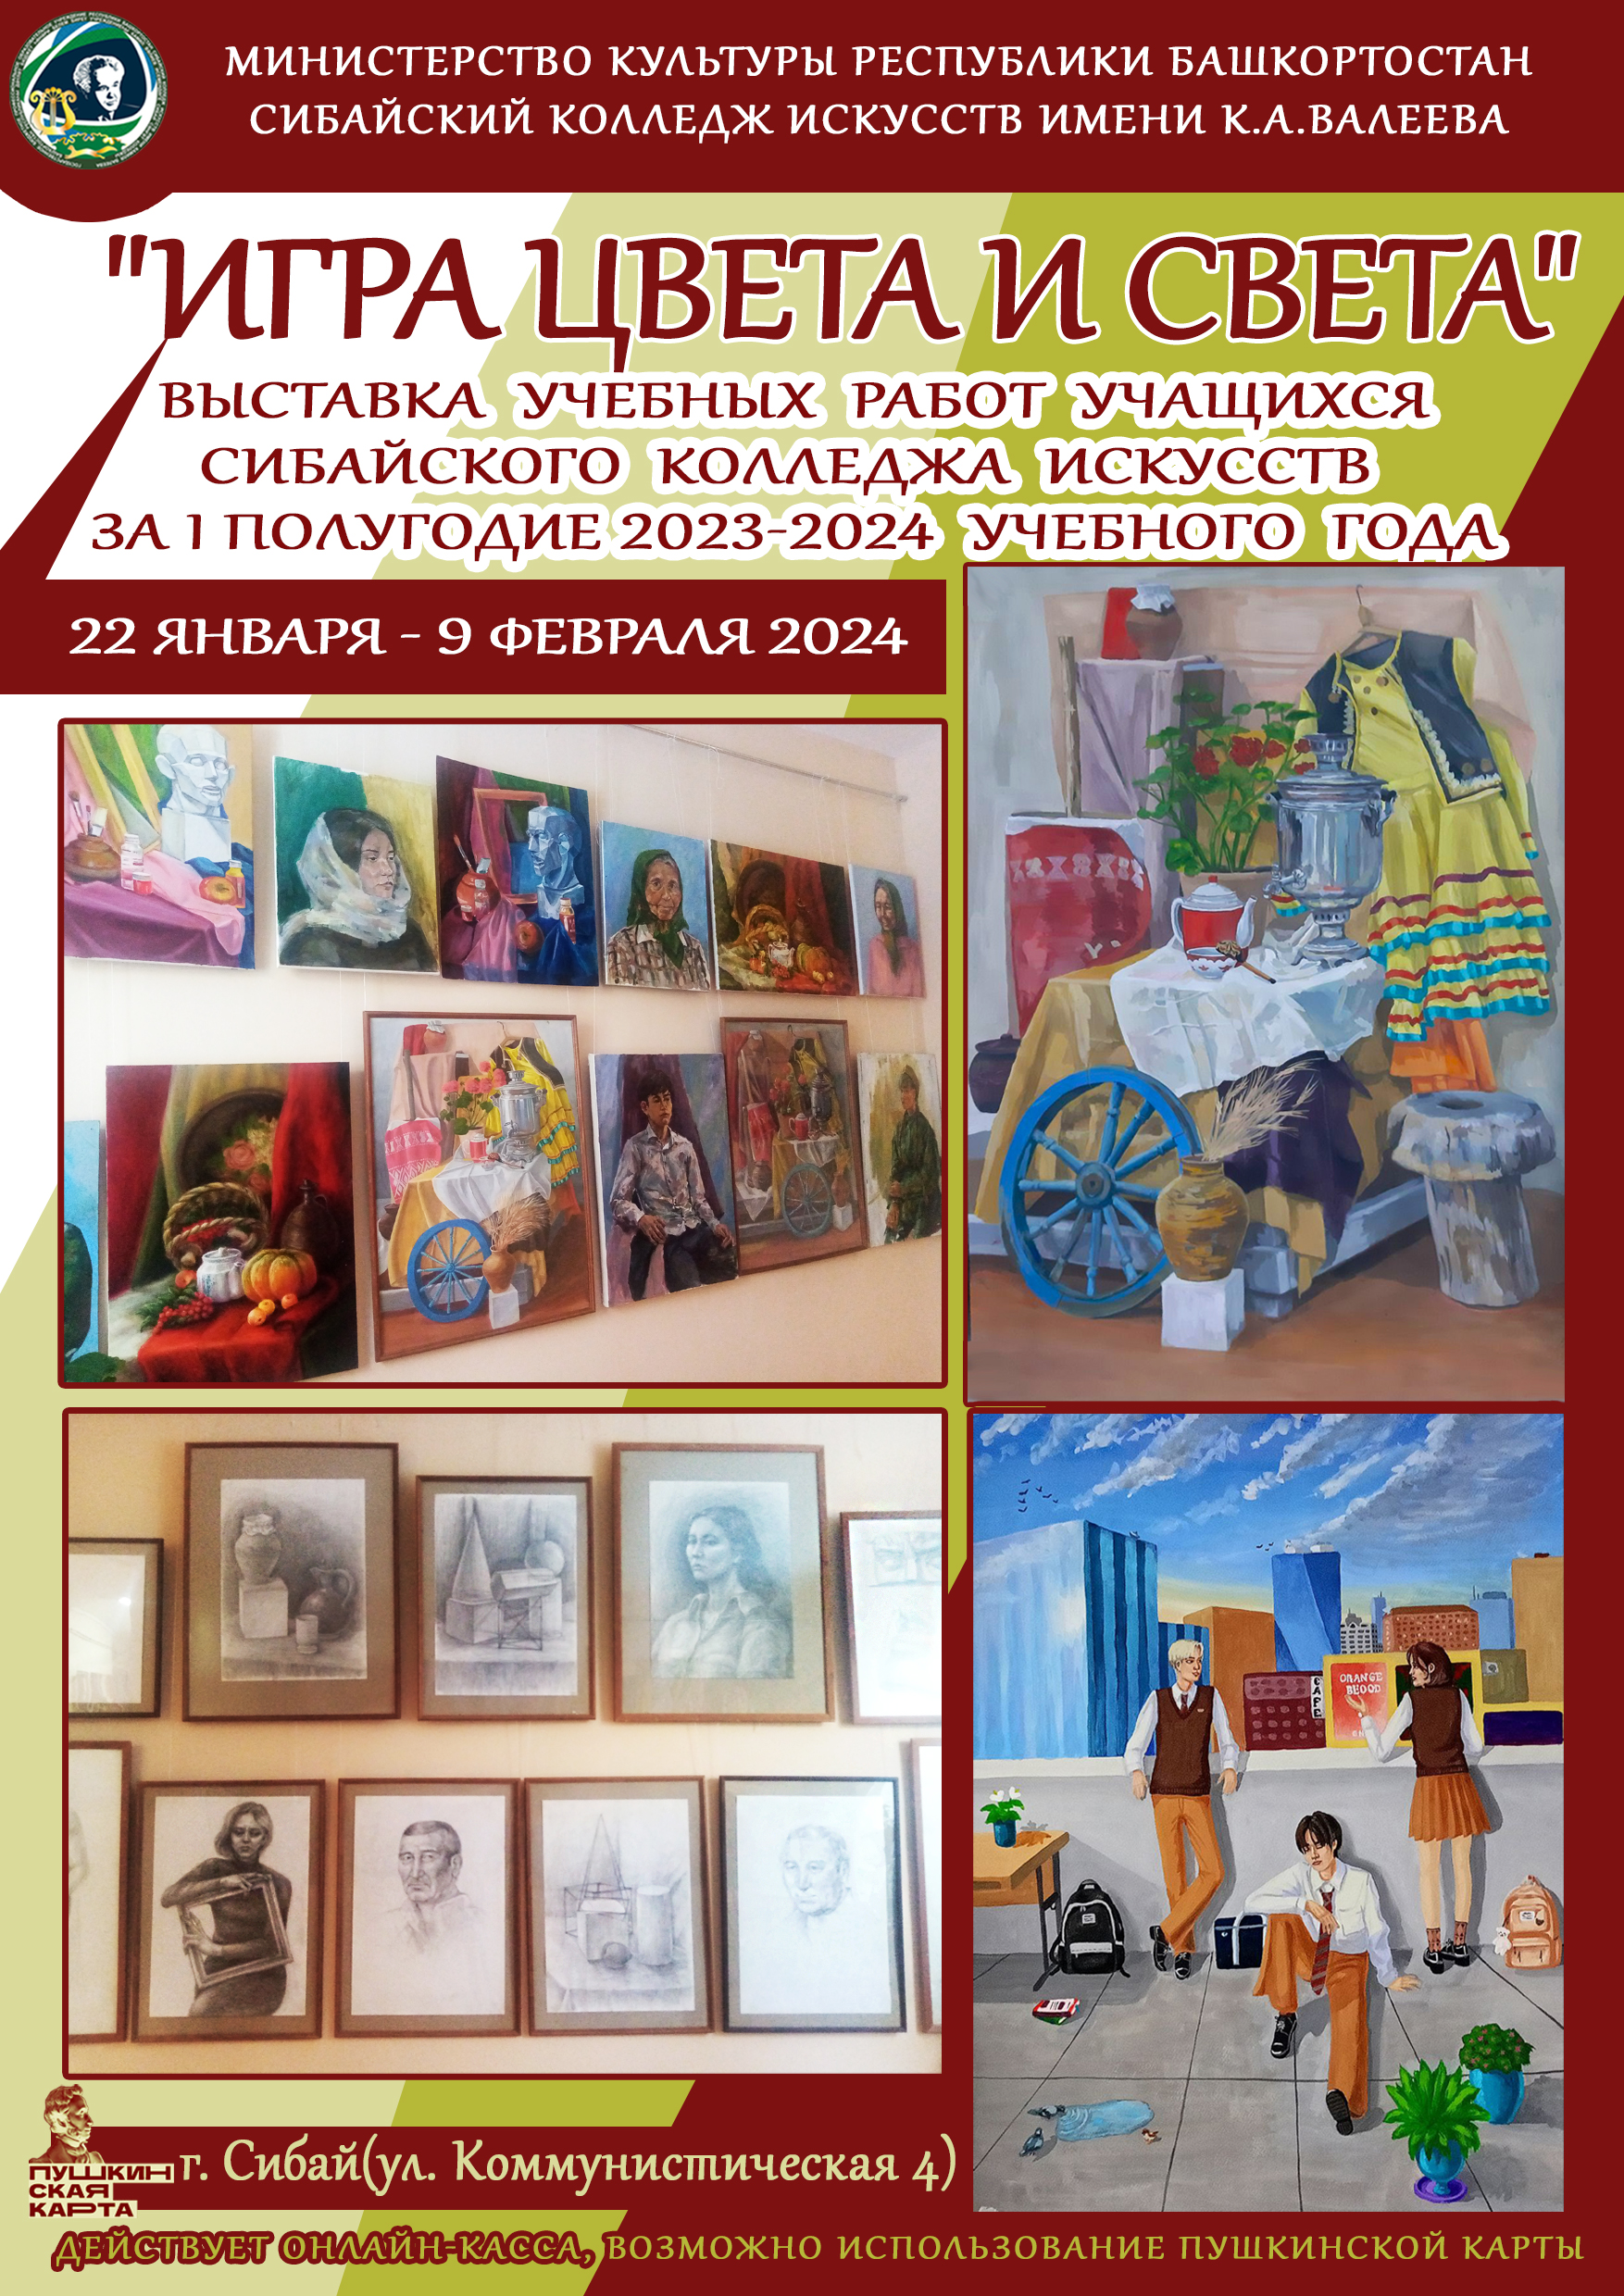 МИНИСТЕРСТВО КУЛЬТУРЫ РЕСПУБЛИКИ БАШКОРТОСТАН
СИБАЙСКИЙ КОЛЛЕДЖ ИСКУССТВ ИМЕНИ К.А.ВАЛЕЕВА
"ИГРА ЦВЕТА И СВЕТА"
ВЫСТАВКА УЧЕБНЫХ РАБОТ УЧАЩИХСЯ
СИБАЙСКОГО КОЛЛЕДЖА ИСКУССТВ
ЗА I ПОЛУГОДИЕ 2023-2024 УЧЕБНОГО ГОДА
22 ЯНВАРЯ - 9 ФЕВРАЛЯ 2024
CAFE
ORANGE
BLOOD
ПУШКИН
СКАЯ
КАРТА
г. Сибай(ул. Коммунистическая 4)
ДЕЙСТВУЕТ ОНЛАЙН-КАССА, ВОЗМОЖНО ИСПОЛЬЗОВАНИЕ ПУШКИНСКОЙ КАРТЫ